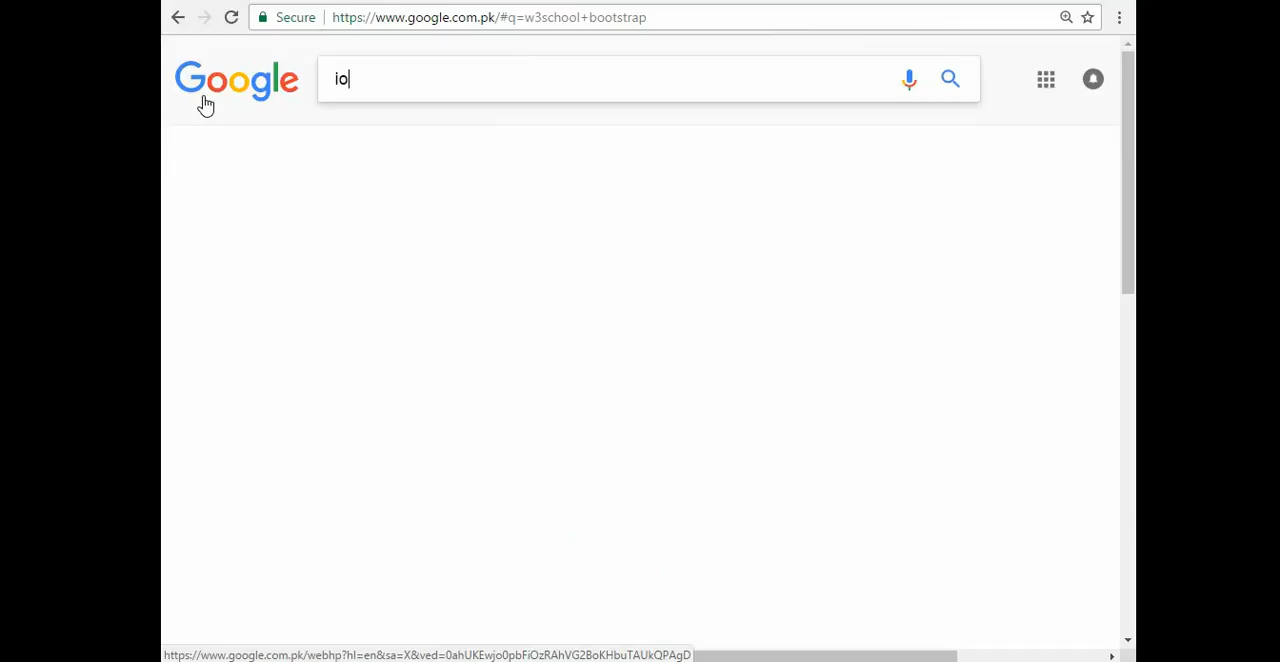 Secure https://www.google.com.pk/#q=w3school+bootstrap
Google
io
https://www.google.com.pk/webhp?hl=en&sa=X&ved=0ahUKEwjo0pbFiOzRAhVG2BoKHbuTAUkQPAgD